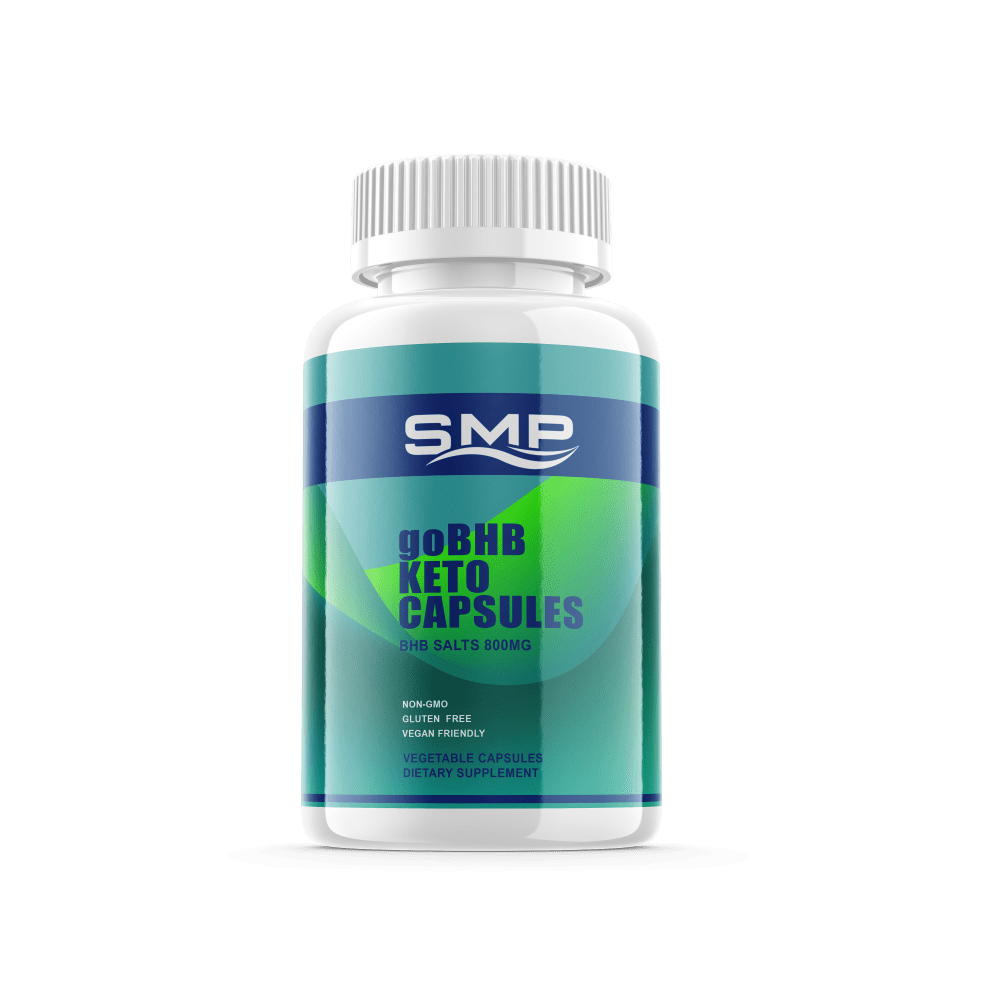 SMP
goBHB
KETO
CAPSULES
BHB SALTS 800MG
NON-GMO
GLUTEN FREE
VEGAN FRIENDLY
VEGETABLE CAPSULES
DIETARY SUPPLEMENT